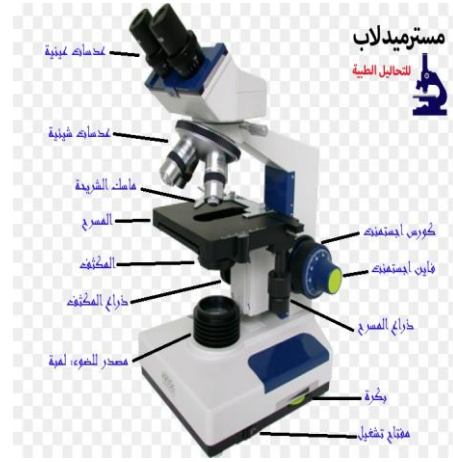 مسترميدلاب
للتحاليل الطبية
عدسات عينية
عدسات شيئية
ماسك الشريحة
المسرح
المكثف
ذراع المكثف
مصدر للضوء: لمبة
كورس اجستمنت
فاين اجستمنت
ذراع المسرح
بكرة
مفتاح تشغيل